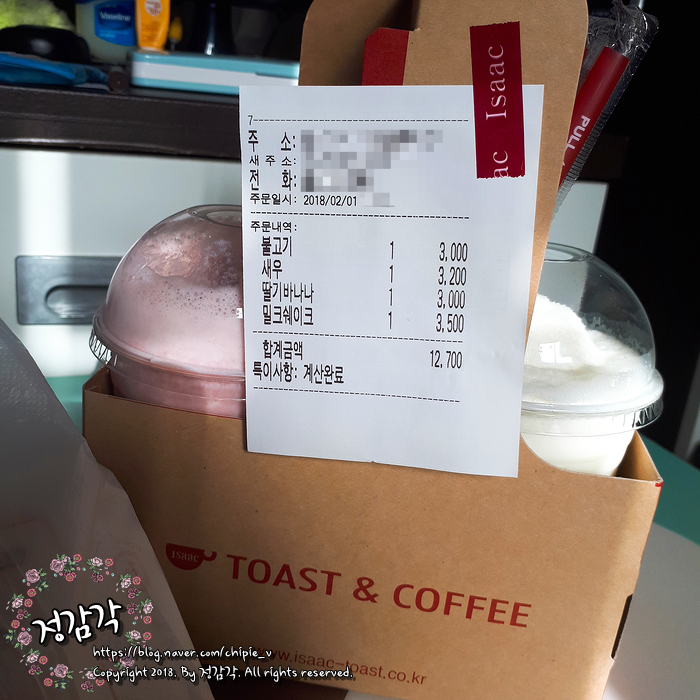 Vaseline
Isaac
ac
PULL
7
주 소:
새 주 소:
전 화:
주문일시: 2018/02/01
주문내역:
불고기 1 3,000
새우 1 3,200
딸기바나나 1 3,000
밀크쉐이크 1 3,500
합계금액 12,700
특이사항: 계산완료
Isaac
TOAST & COFFEE
www.isaac-toast.co.kr
정감각
https://blog.naver.com/chipie_v
Copyright 2018. By 정감각. All rights reserved.